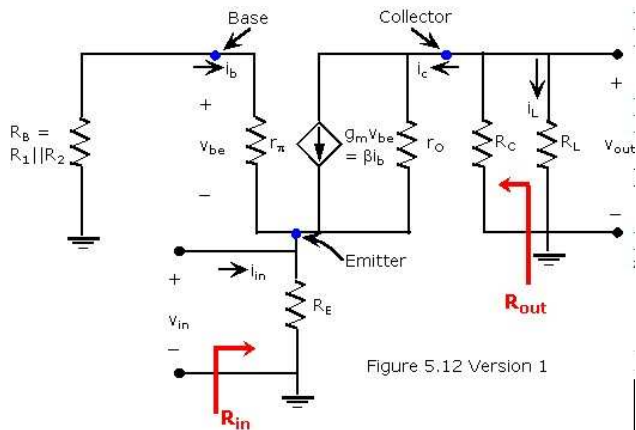 Base
Collector
i_b
i_c
i_L
+
+
R_B =
R_1||R_2
v_be
r_π
g_m v_be
= βi_b
r_O
R_C
R_L
v_out
−
−
Emitter
+
i_in
R_E
R_out
v_in
−
Figure 5.12 Version 1
R_in